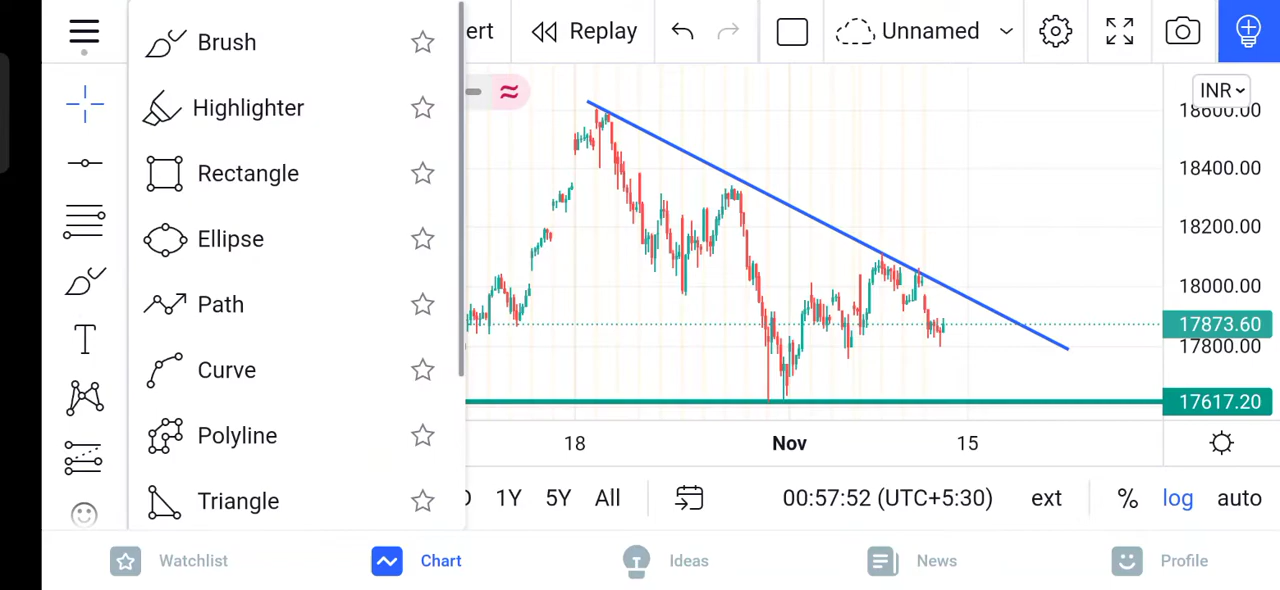 ert
Replay
Unnamed
Brush
Highlighter
Rectangle
Ellipse
Path
Curve
Polyline
Triangle
INR
18600.00
18400.00
18200.00
18000.00
17873.60
17800.00
17617.20
18
Nov
15
1Y
5Y
All
00:57:52 (UTC+5:30)
ext
%
log
auto
Watchlist
Chart
Ideas
News
Profile